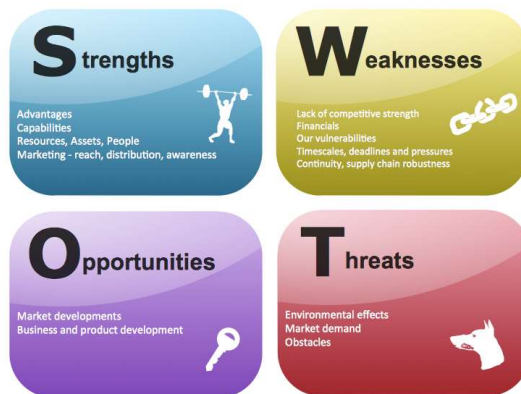 Strengths
Advantages
Capabilities
Resources, Assets, People
Marketing - reach, distribution, awareness
Weaknesses
Lack of competitive strength
Financials
Our vulnerabilities
Timescales, deadlines and pressures
Continuity, supply chain robustness
Opportunities
Market developments
Business and product development
Threats
Environmental effects
Market demand
Obstacles